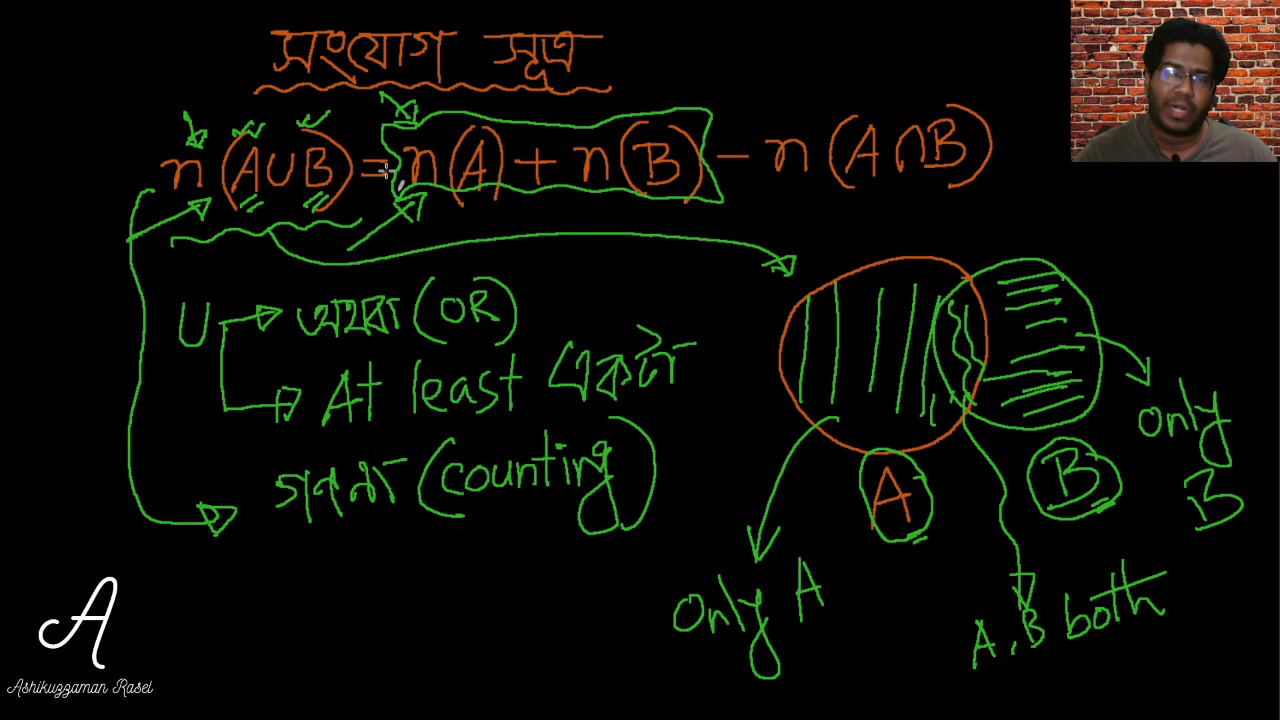 সংযোগ সূত্র
n(A∪B) = n(A) + n(B) − n(A∩B)
∪ → অথবা (OR)
→ At least একটা
গণনা (counting)
A
B
Only B
Only A
A, B both
A
Ashikuzzaman Rasel